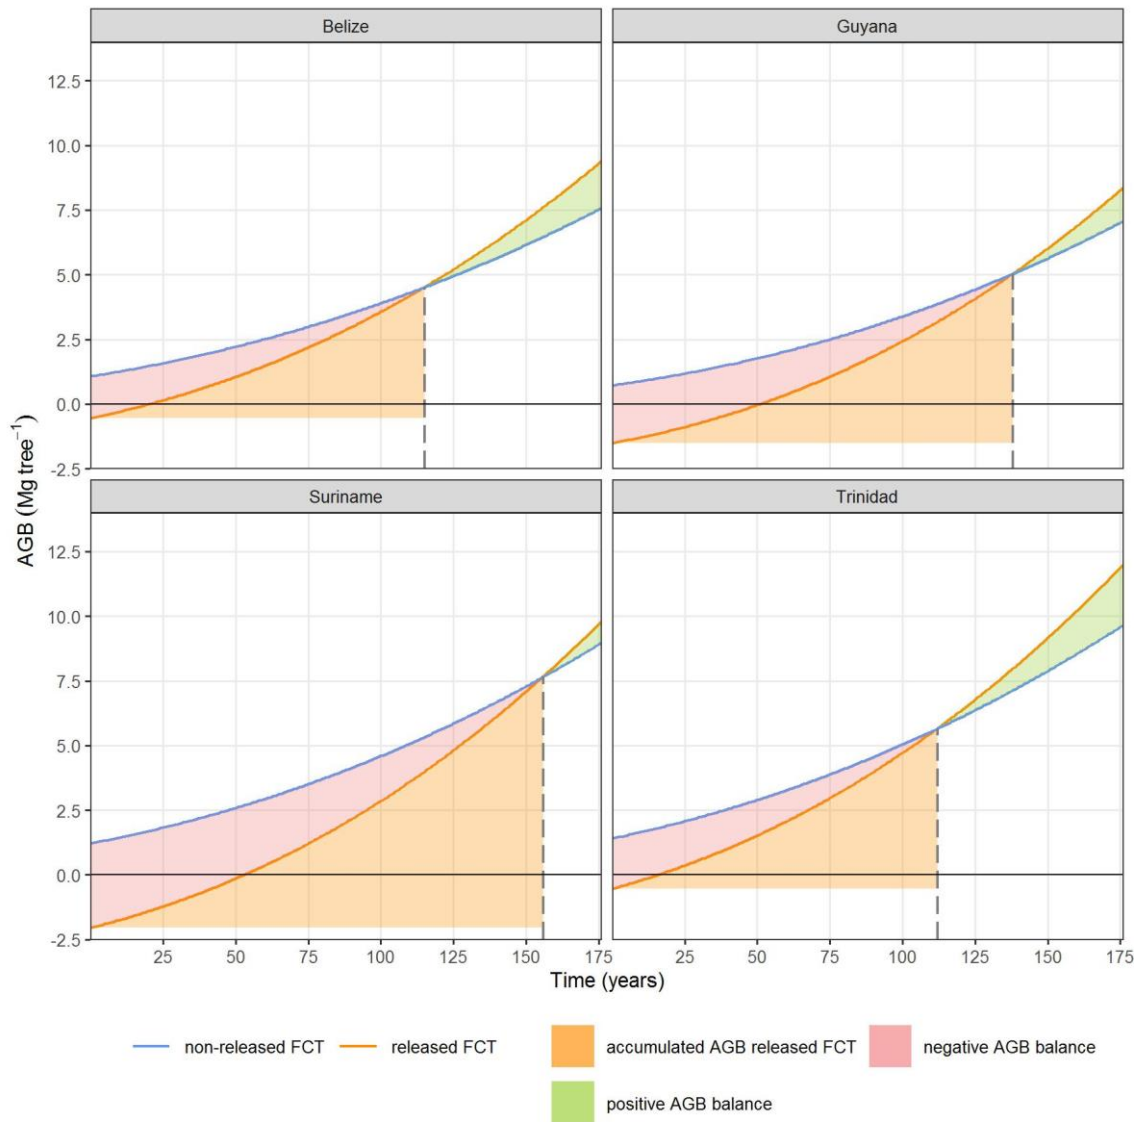 Belize
Guyana
12.5
10.0
7.5
5.0
2.5
0.0
-2.5
Suriname
Trinidad
12.5
10.0
7.5
5.0
2.5
0.0
-2.5
AGB (Mg tree⁻¹)
25 50 75 100 125 150 175
25 50 75 100 125 150 175
Time (years)
non-released FCT
released FCT
accumulated AGB released FCT
negative AGB balance
positive AGB balance